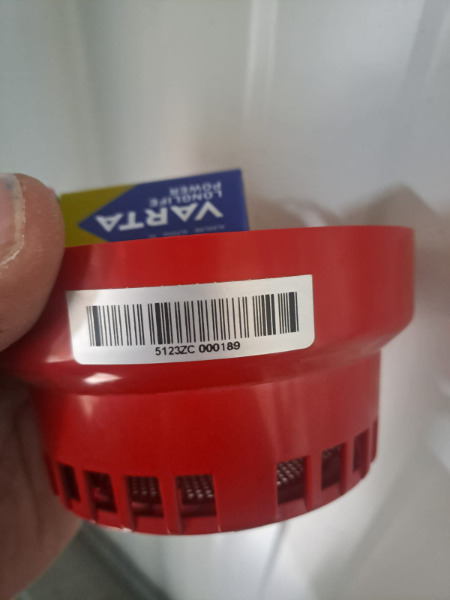 VARTA
LONGLIFE
POWER
5123ZC 000189